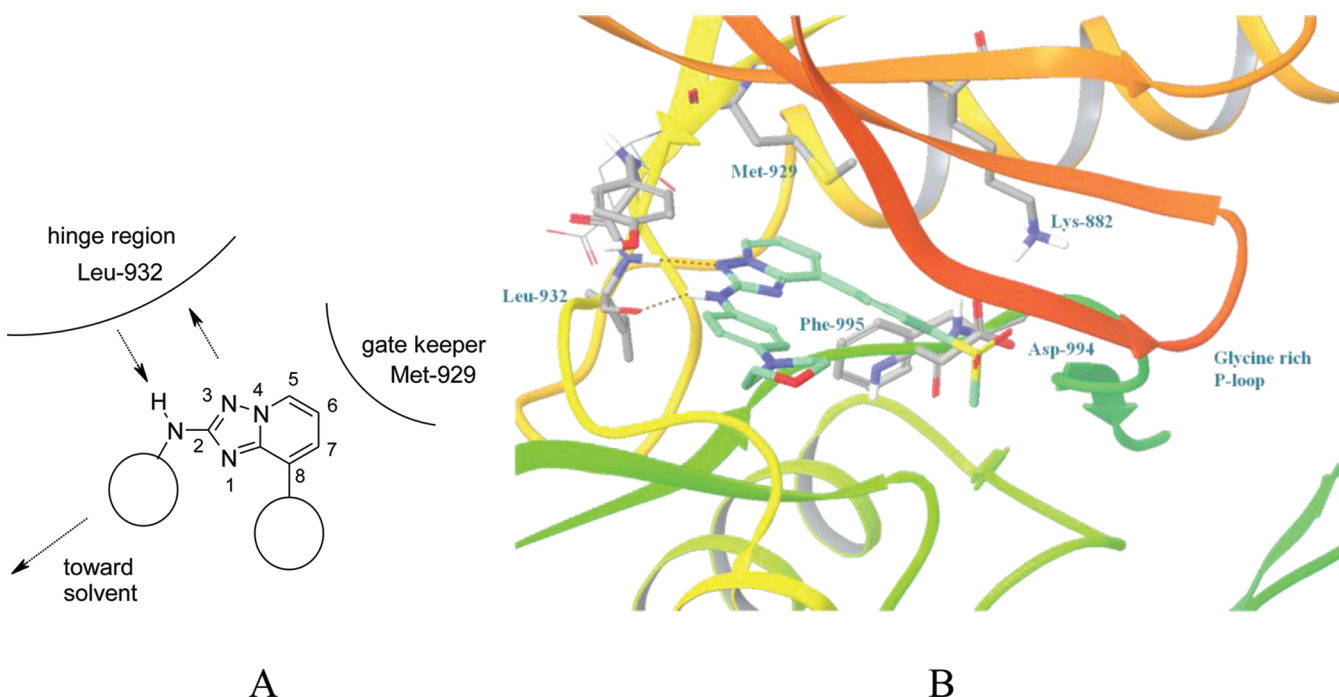 hinge region
Leu-932
gate keeper
Met-929
H
N
3
N
4
N
5
6
7
8
2
N
1
toward
solvent
A
Met-929
Lys-882
Leu-932
Phe-995
Asp-994
Glycine rich
P-loop
B